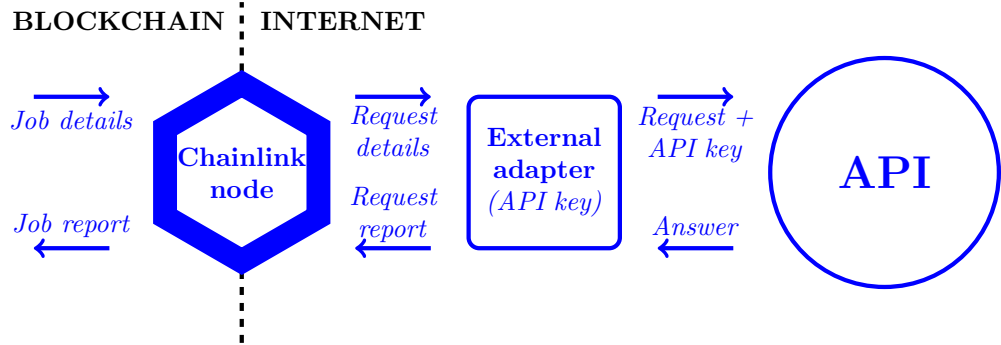 BLOCKCHAIN
INTERNET
Job details
Job report
Chainlink
node
Request
details
Request
report
External
adapter
(API key)
Request +
API key
Answer
API